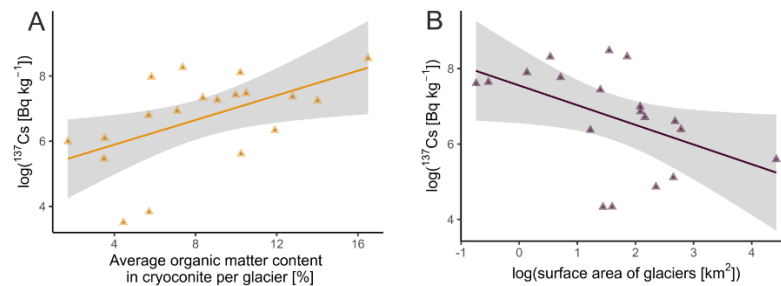 A
log(¹³⁷Cs [Bq kg⁻¹])
8
6
4
4
8
12
16
Average organic matter content
in cryoconite per glacier [%]
B
log(¹³⁷Cs [Bq kg⁻¹])
8
6
4
-1
0
1
2
3
4
log(surface area of glaciers [km²])